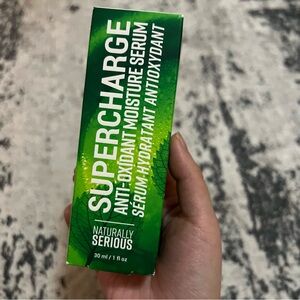 SUPERCHARGE
ANTI-OXIDANT MOISTURE SERUM
SÉRUM HYDRATANT ANTIOXYDANT
NATURALLY
SERIOUS
30 ml / 1 fl oz